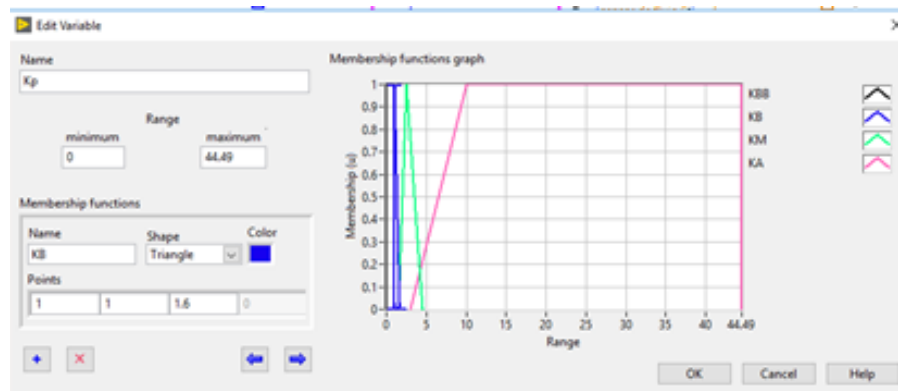 Edit Variable
Name
Kp
Range
minimum
maximum
0
44.49
Membership functions
Name
Shape
Color
KB
Triangle
Points
1
1
1.6
0
Membership functions graph
Membership (u)
1
0.9
0.8
0.7
0.6
0.5
0.4
0.3
0.2
0.1
0
0
5
10
15
20
25
30
35
40
44.49
Range
KBB
KB
KM
KA
OK
Cancel
Help